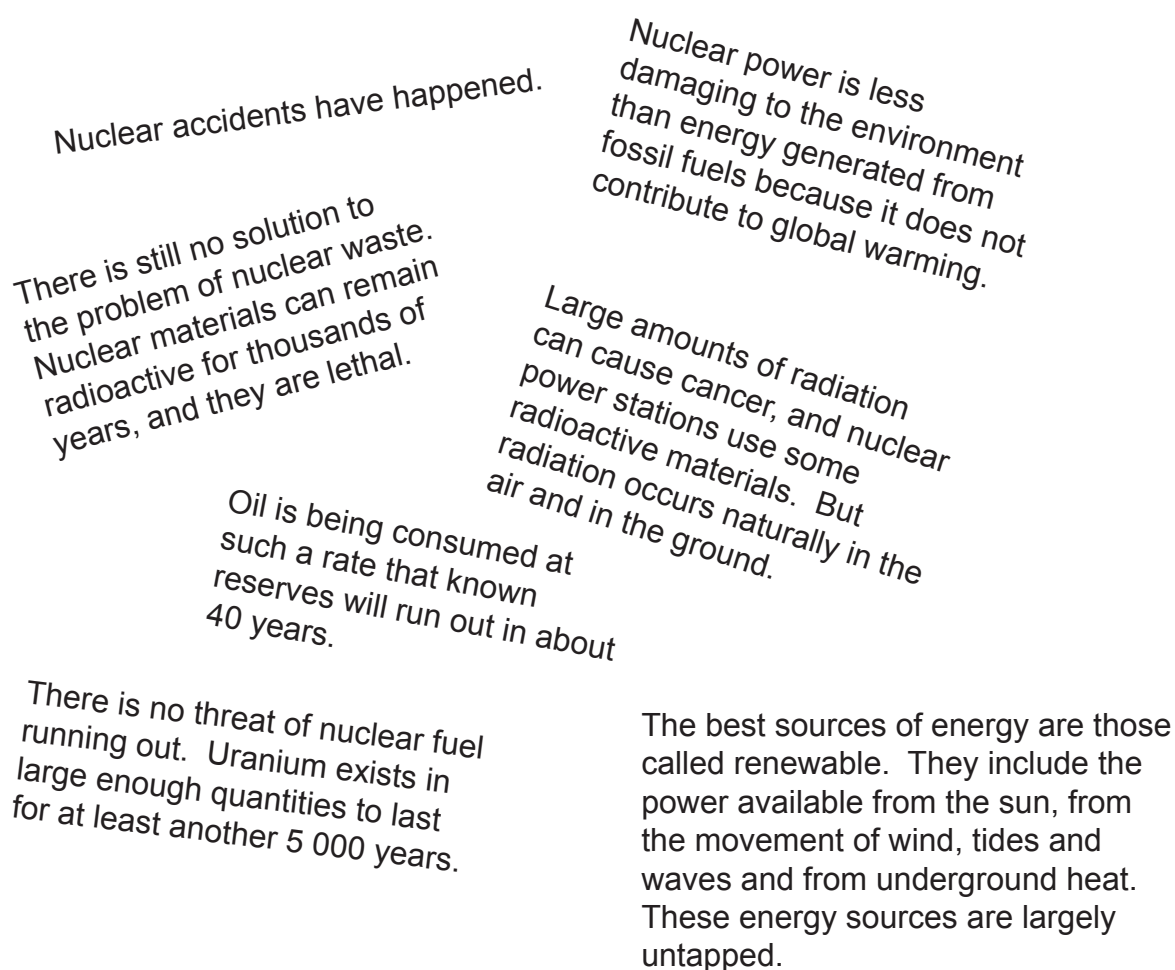 Nuclear accidents have happened.
Nuclear power is less
damaging to the environment
than energy generated from
fossil fuels because it does not
contribute to global warming.
There is still no solution to
the problem of nuclear waste.
Nuclear materials can remain
radioactive for thousands of
years, and they are lethal.
Large amounts of radiation
can cause cancer, and nuclear
power stations use some
radioactive materials.  But
radiation occurs naturally in the
air and in the ground.
Oil is being consumed at
such a rate that known
reserves will run out in about
40 years.
There is no threat of nuclear fuel
running out.  Uranium exists in
large enough quantities to last
for at least another 5 000 years.
The best sources of energy are those
called renewable.  They include the
power available from the sun, from
the movement of wind, tides and
waves and from underground heat.
These energy sources are largely
untapped.